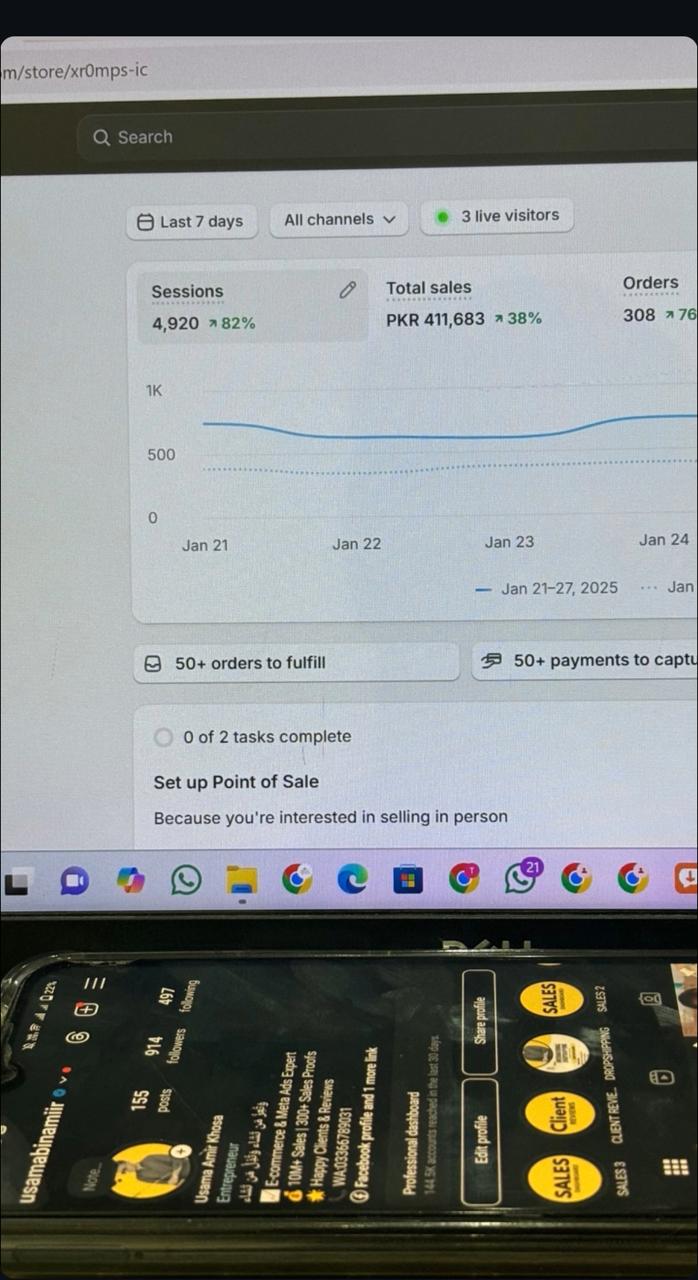 m/store/xr0mps-ic
Search
Last 7 days
All channels
3 live visitors
Sessions
4,920 ↗ 82%
Total sales
PKR 411,683 ↗ 38%
Orders
308 ↗ 76
1K
500
0
Jan 21
Jan 22
Jan 23
Jan 24
Jan 21–27, 2025
Jan
50+ orders to fulfill
50+ payments to captu
0 of 2 tasks complete
Set up Point of Sale
Because you're interested in selling in person
21
DELL
22%
usamabinamiir
Note...
155
posts
914
followers
497
following
Usama Amir Khosa
Entrepreneur
E-commerce & Meta Ads Expert
10M+ Sales | 300+ Sales Proofs
Happy Clients & Reviews
WA:03366789031
Facebook profile and 1 more link
Professional dashboard
144.5K accounts reached in the last 30 days.
Edit profile
Share profile
SALES
Client
SALES
SALES 3
CLIENT REVIE...
DROPSHIPPING
SALES 2